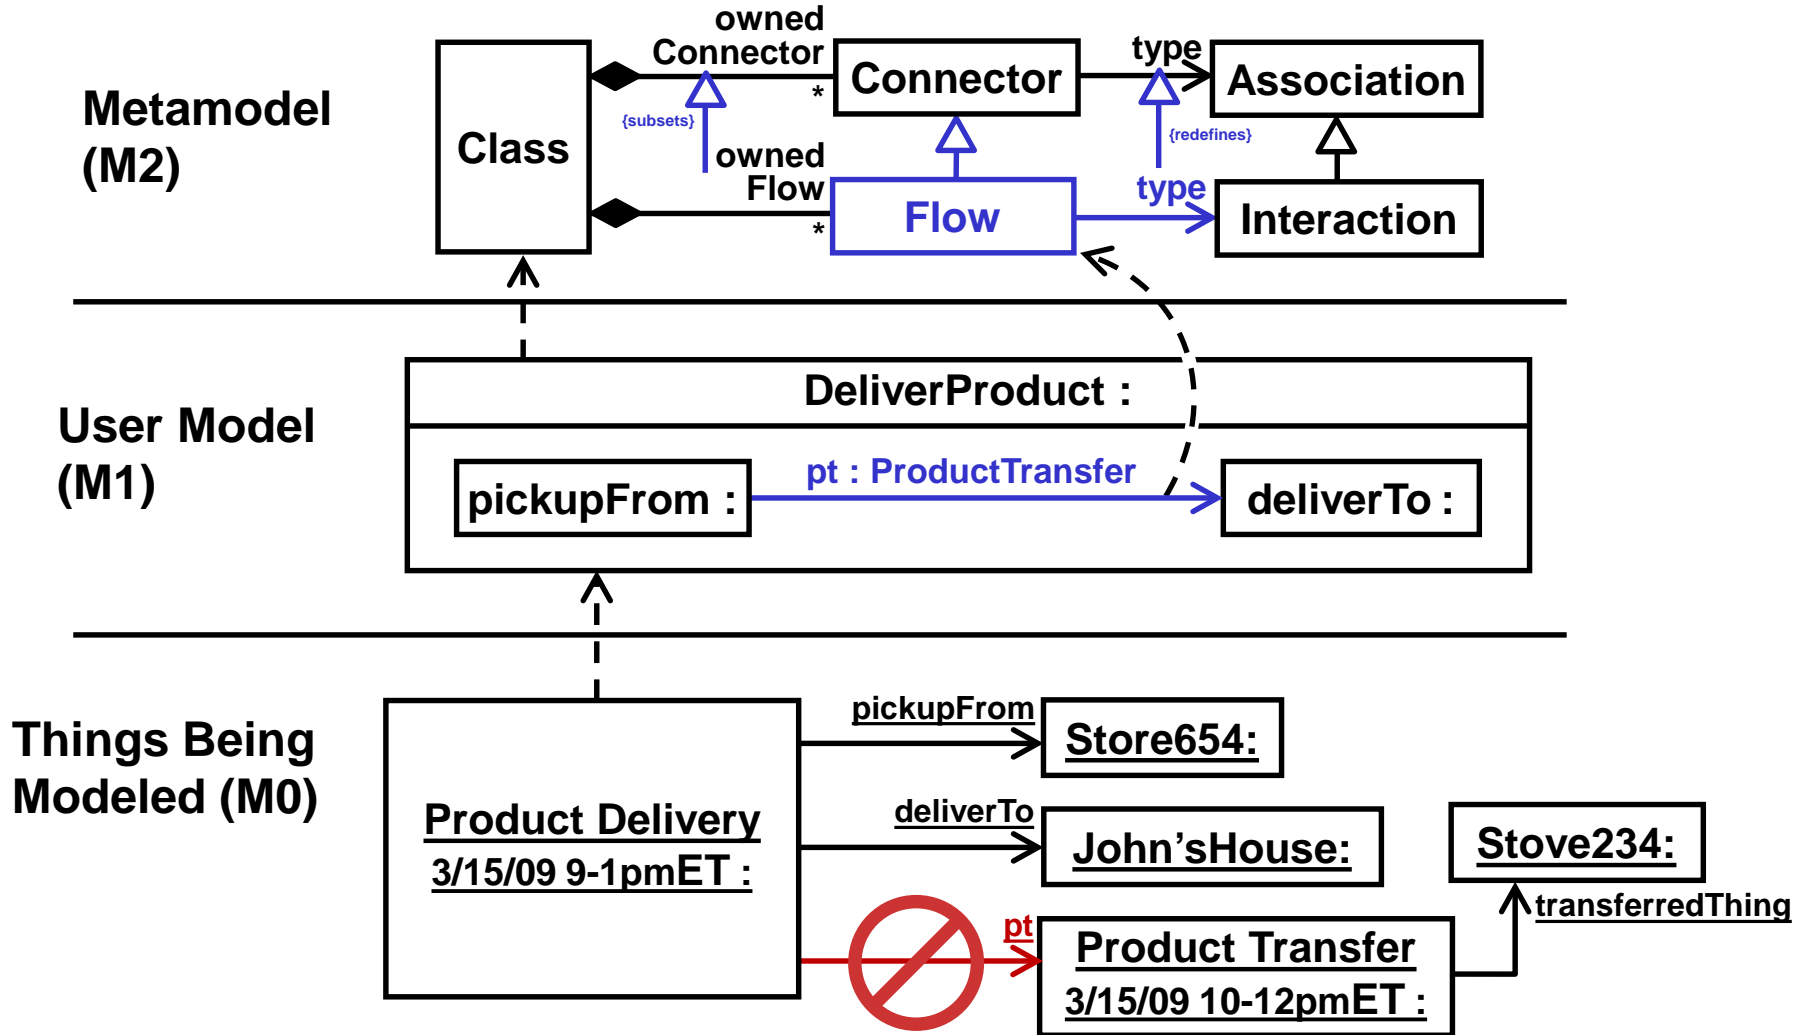 Metamodel
(M2)
Class
owned
Connector
*
{subsets}
owned
Flow
*
Connector
Flow
type
{redefines}
type
Association
Interaction
User Model
(M1)
DeliverProduct :
pickupFrom :
pt : ProductTransfer
deliverTo :
Things Being
Modeled (M0)
Product Delivery
3/15/09 9-1pmET :
pickupFrom
Store654:
deliverTo
John’sHouse:
pt
Product Transfer
3/15/09 10-12pmET :
Stove234:
transferredThing